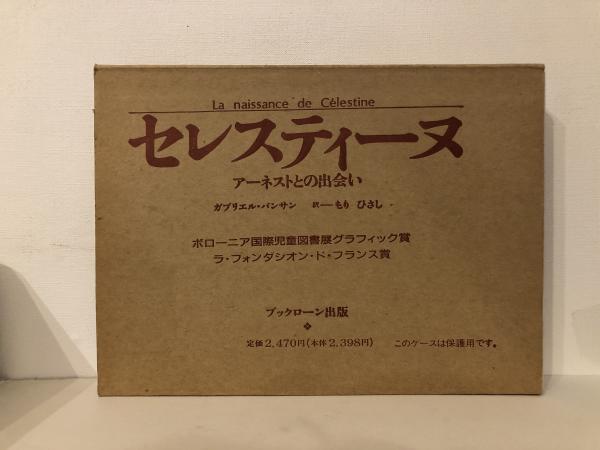 La naissance de Célestine
セレスティーヌ
アーネストとの出会い
ガブリエル・バンサン 訳──もり ひさし
ボローニア国際児童図書展グラフィック賞
ラ・フォンダシオン・ド・フランス賞
ブックローン出版
定価2,470円(本体2,398円) このケースは保護用です。